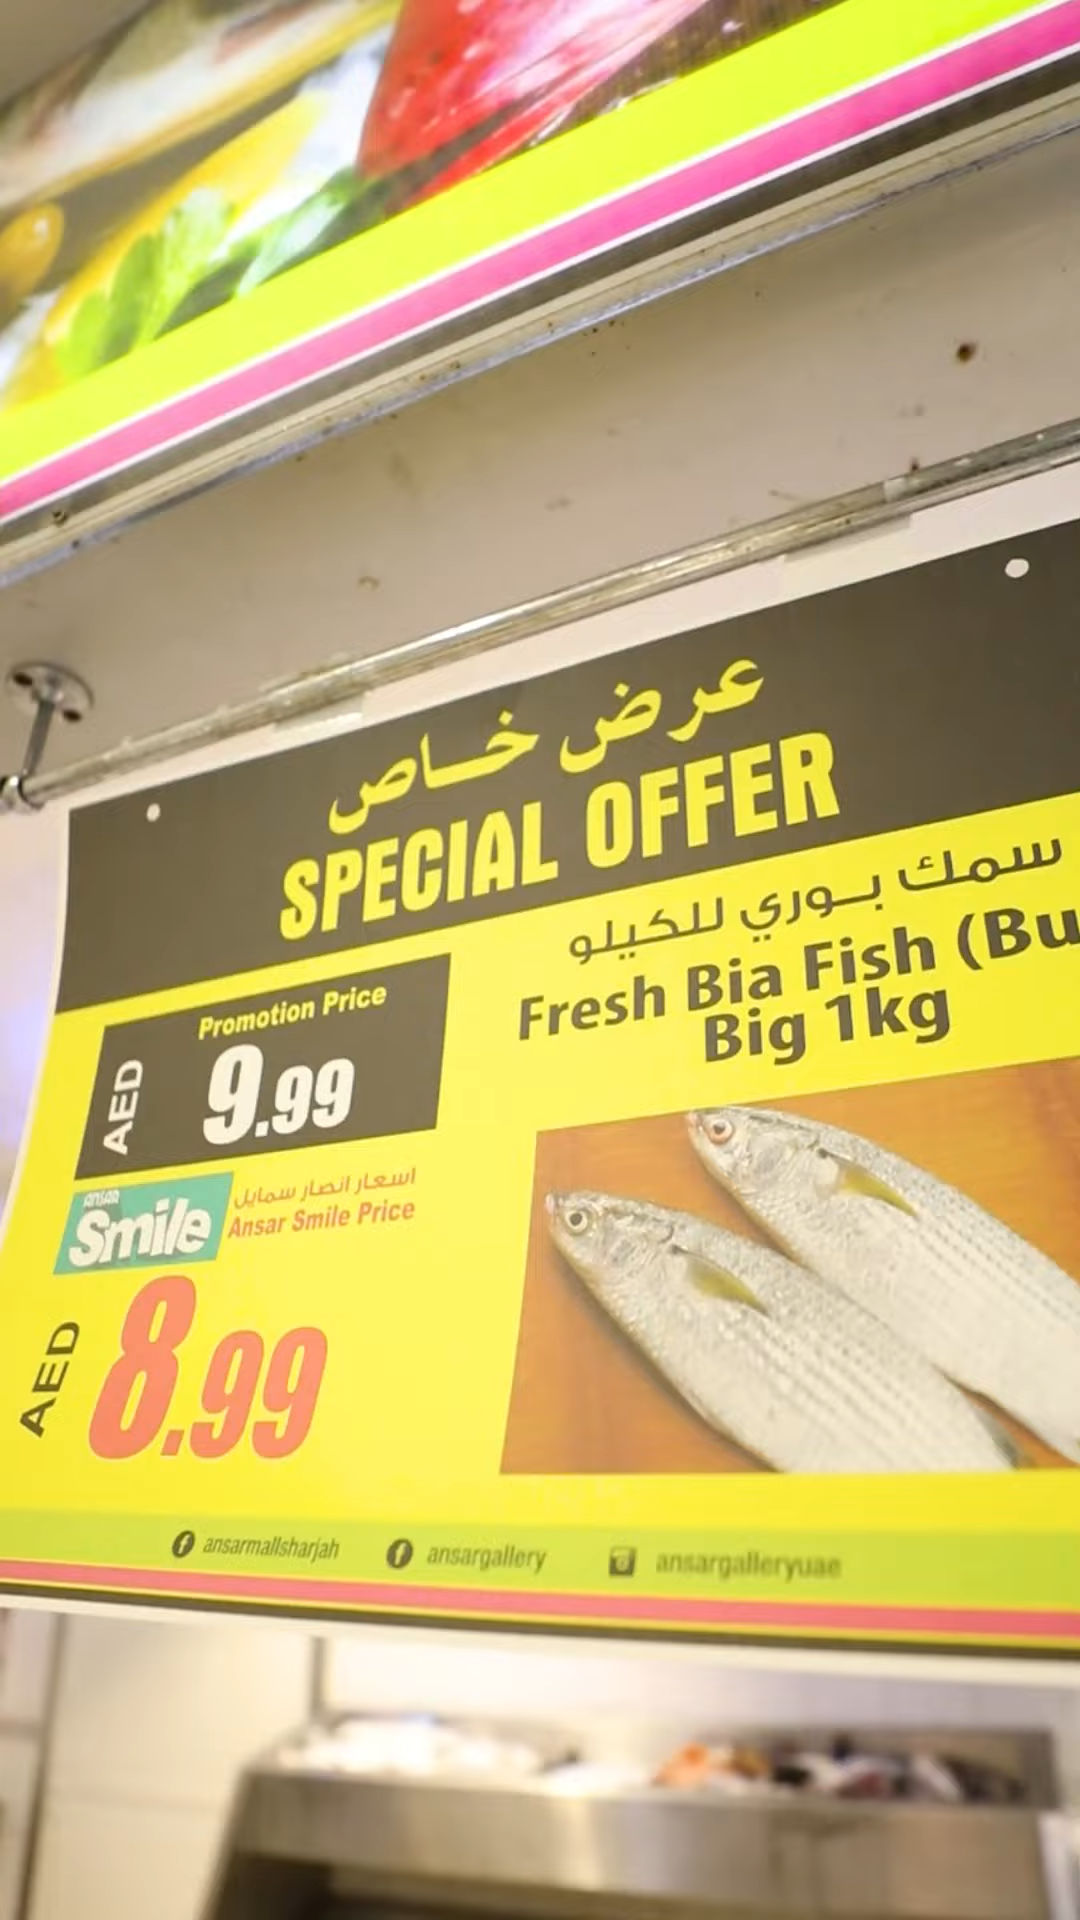 عرض خاص
SPECIAL OFFER
سمك بوري للكيلو
Fresh Bia Fish (Bu
Big 1kg
Promotion Price
AED 9.99
ANSAR
Smile
اسعار انصار سمايل
Ansar Smile Price
AED 8.99
ansarmallsharjah ansargallery ansargalleryuae